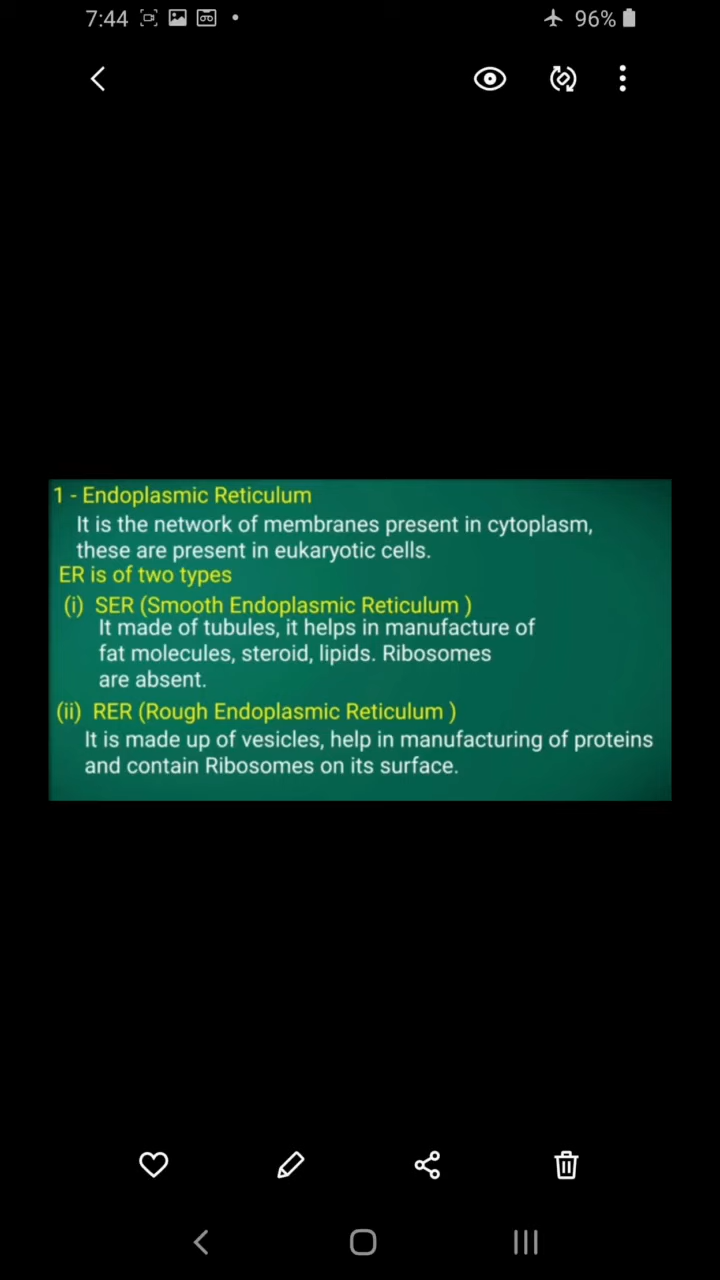 7:44
96%
1 - Endoplasmic Reticulum
It is the network of membranes present in cytoplasm,
these are present in eukaryotic cells.
ER is of two types
(i) SER (Smooth Endoplasmic Reticulum )
It made of tubules, it helps in manufacture of
fat molecules, steroid, lipids. Ribosomes
are absent.
(ii) RER (Rough Endoplasmic Reticulum )
It is made up of vesicles, help in manufacturing of proteins
and contain Ribosomes on its surface.